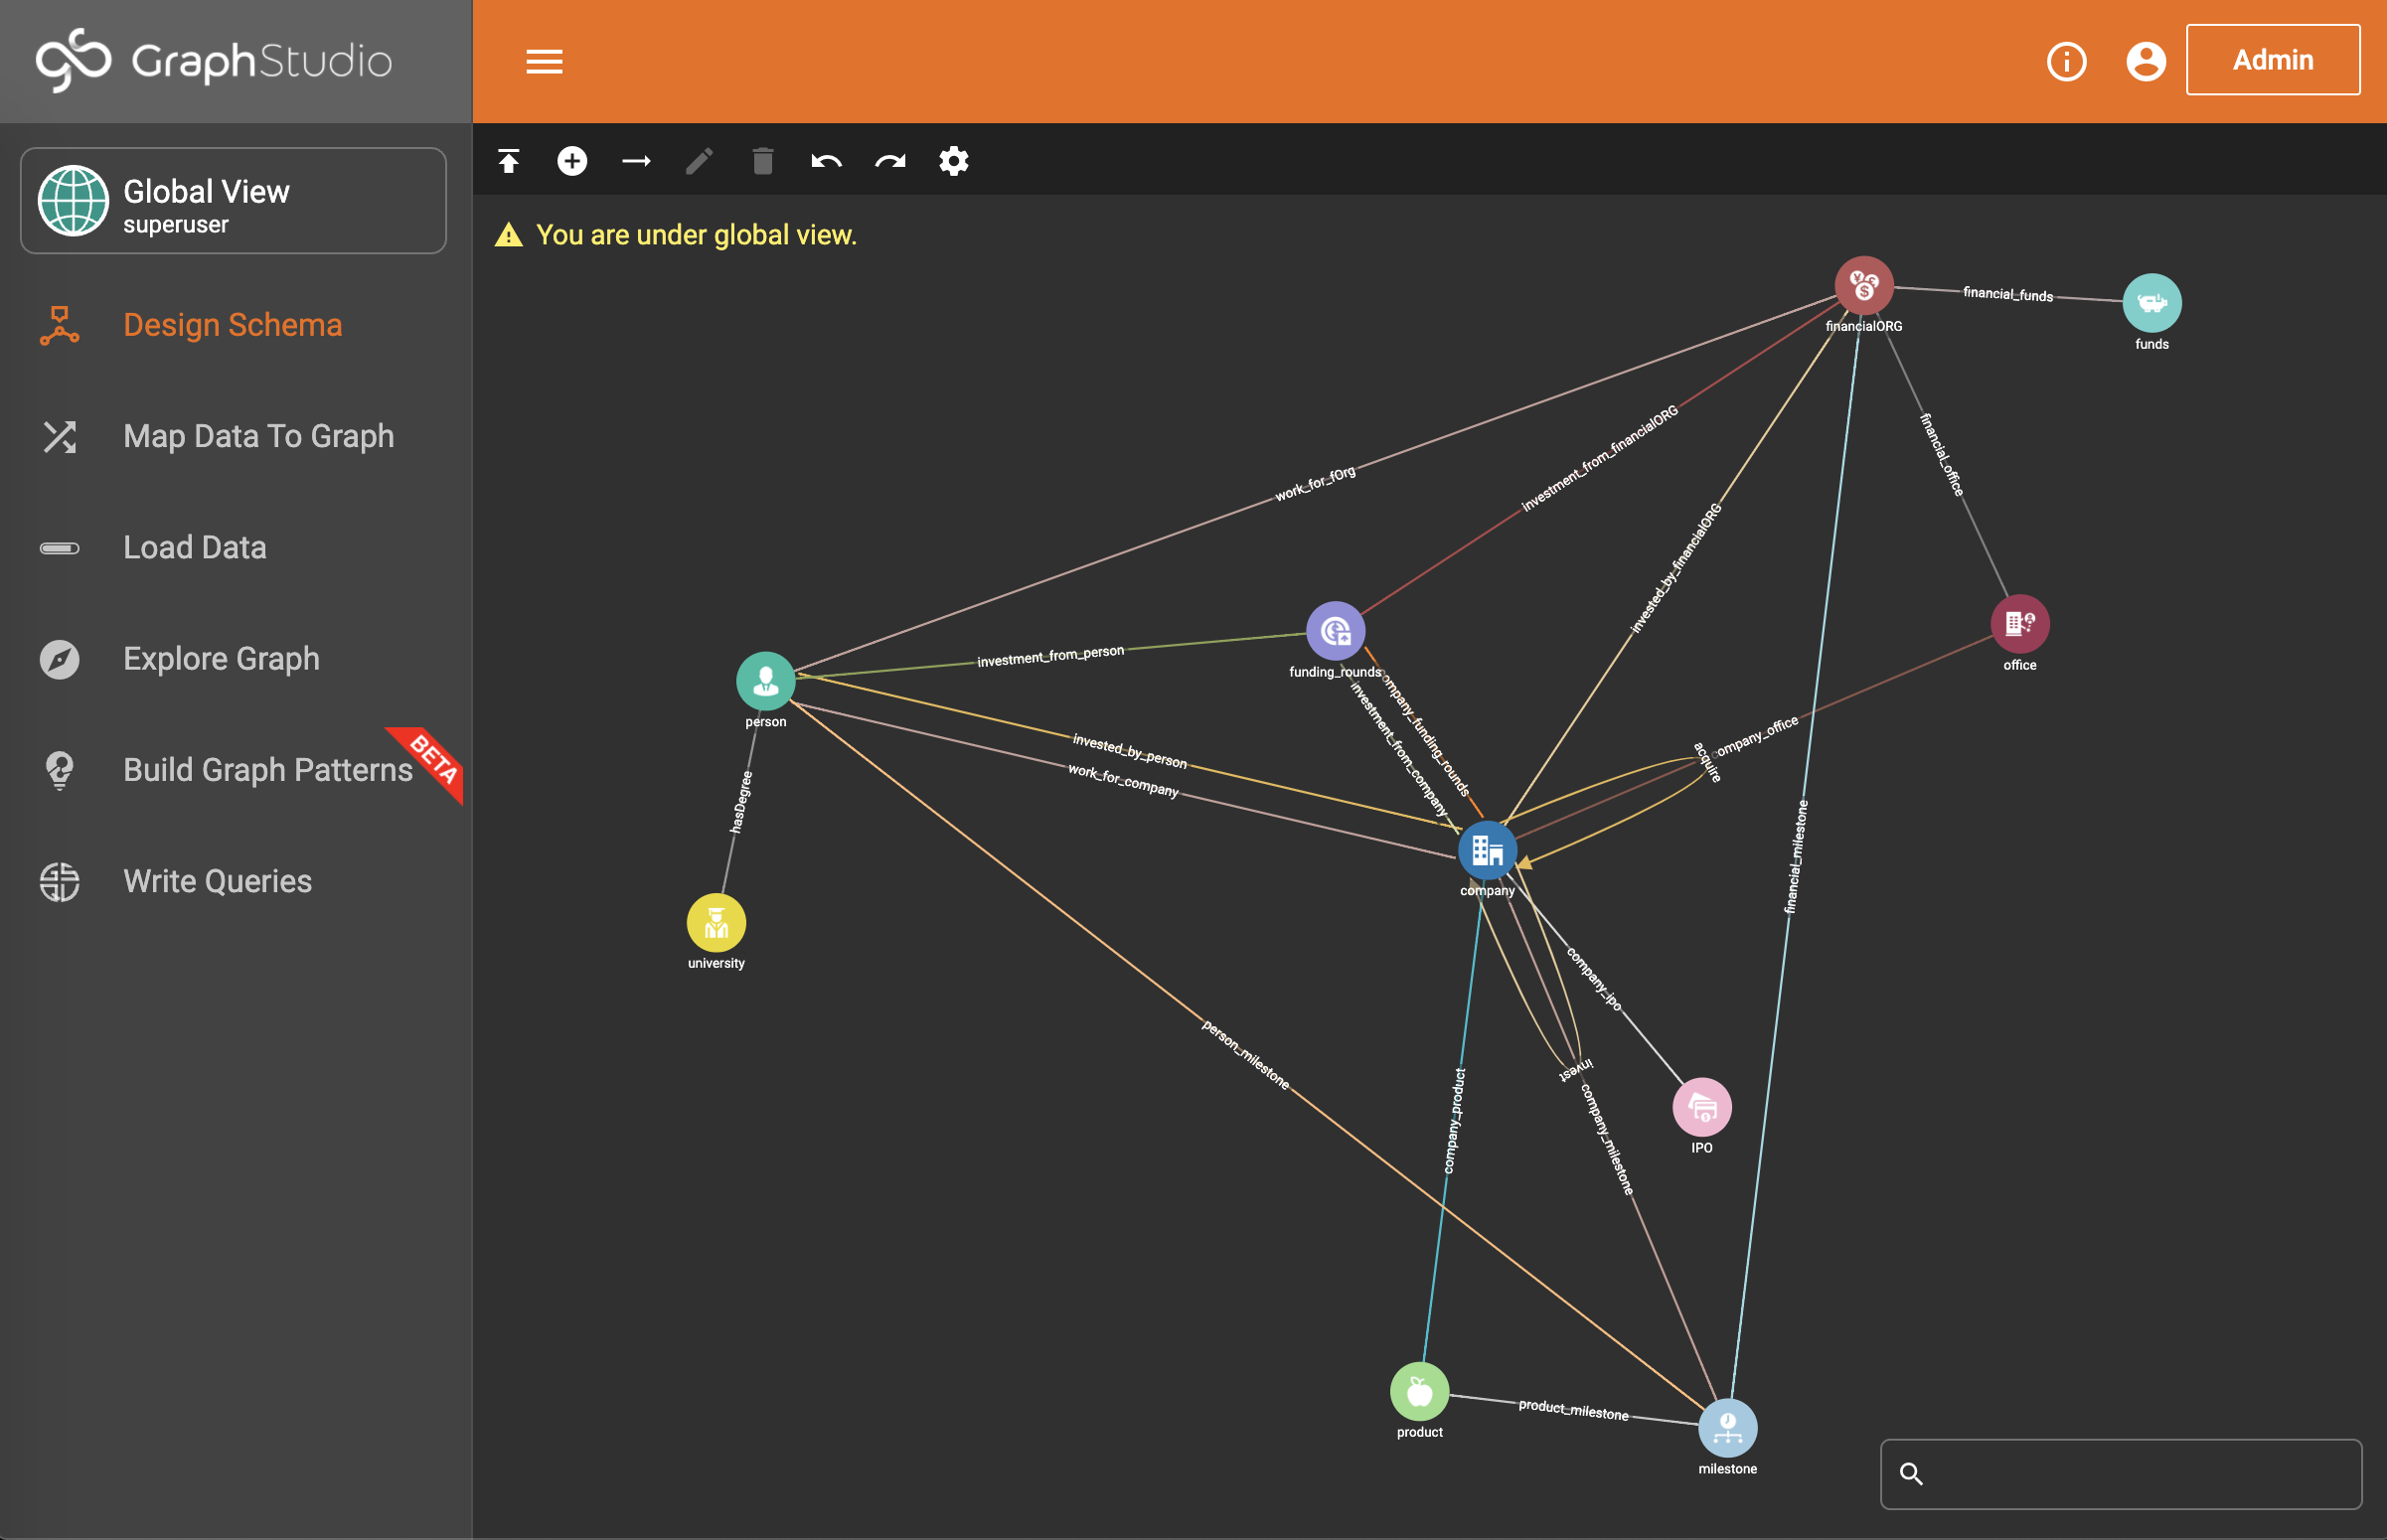 GraphStudio
Admin
Global View
superuser
Design Schema
Map Data To Graph
Load Data
Explore Graph
Build Graph Patterns
BETA
Write Queries
You are under global view.
financialORG
financial_funds
funds
financial_office
work_for_fOrg
investment_from_financialORG
invested_by_financialORG
investment_from_person
funding_rounds
office
person
company_funding_rounds
investment_from_company
invested_by_person
work_for_company
company_office
acquire
hasDegree
financial_milestone
company
university
company_ipo
person_milestone
invest
company_product
company_milestone
IPO
product_milestone
product
milestone